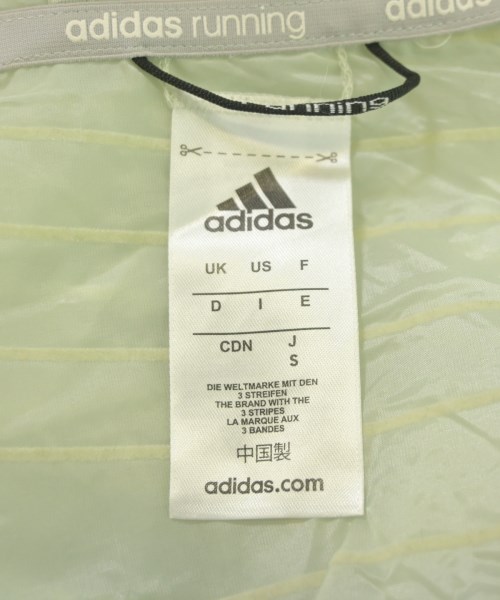 adidas running
running
adidas
UK US F
D I E
CDN J
S
DIE WELTMARKE MIT DEN
3 STREIFEN
THE BRAND WITH THE
3 STRIPES
LA MARQUE AUX
3 BANDES
中国製
adidas.com